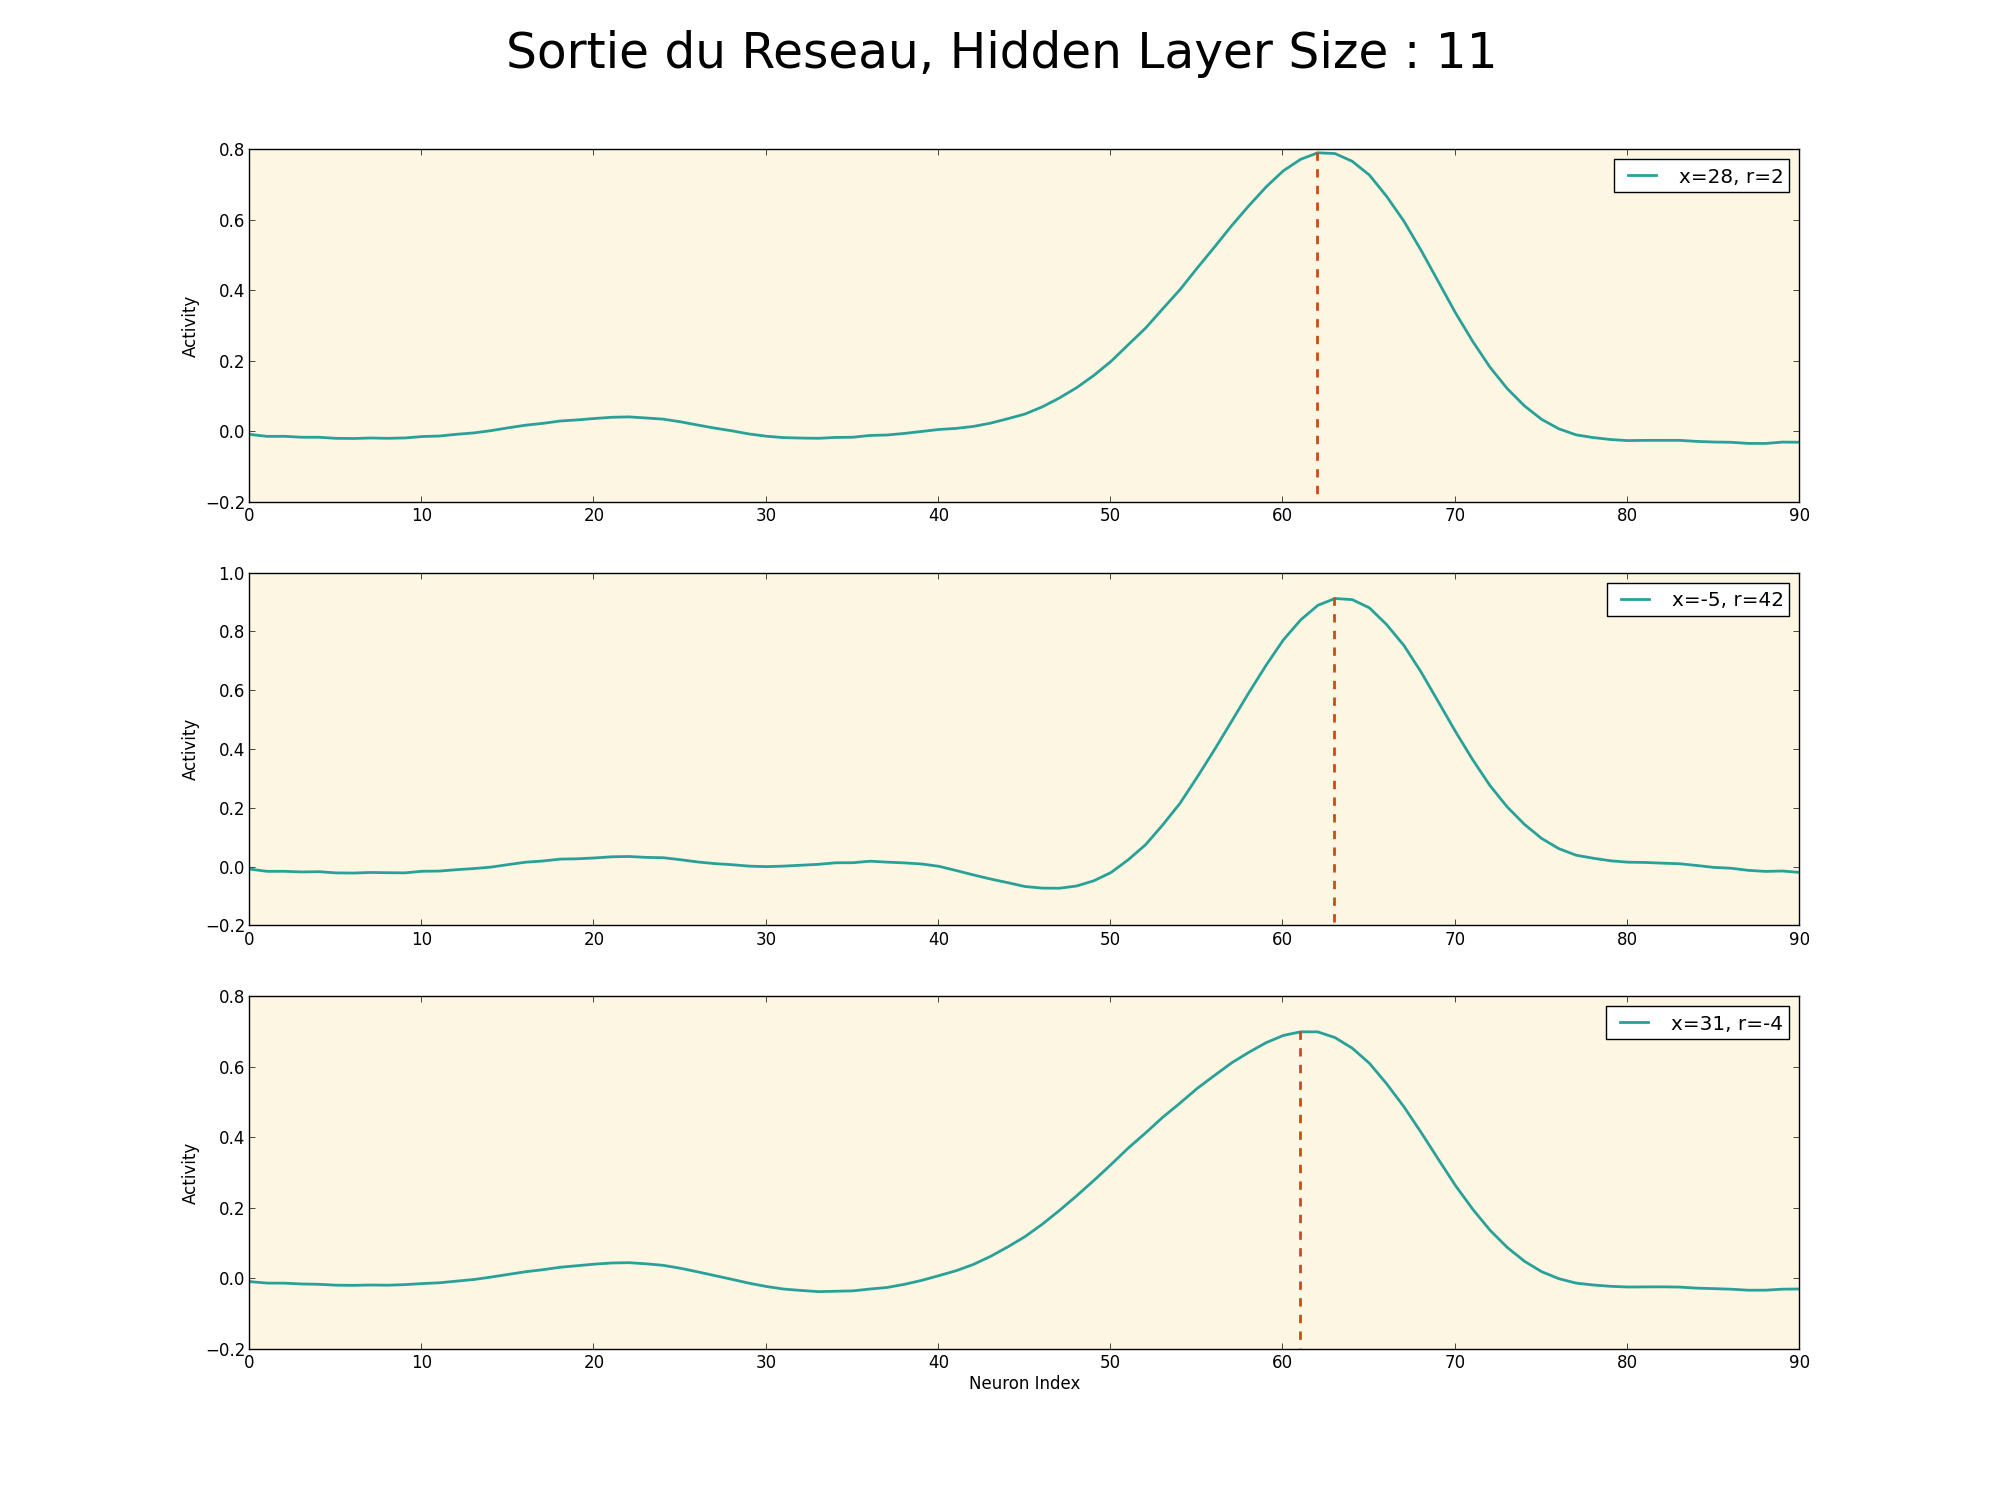 Sortie du Reseau, Hidden Layer Size : 11
0.8
0.6
0.4
0.2
0.0
−0.2
Activity
x=28, r=2
0 10 20 30 40 50 60 70 80 90
1.0
0.8
0.6
0.4
0.2
0.0
−0.2
Activity
x=-5, r=42
0 10 20 30 40 50 60 70 80 90
0.8
0.6
0.4
0.2
0.0
−0.2
Activity
x=31, r=-4
0 10 20 30 40 50 60 70 80 90
Neuron Index